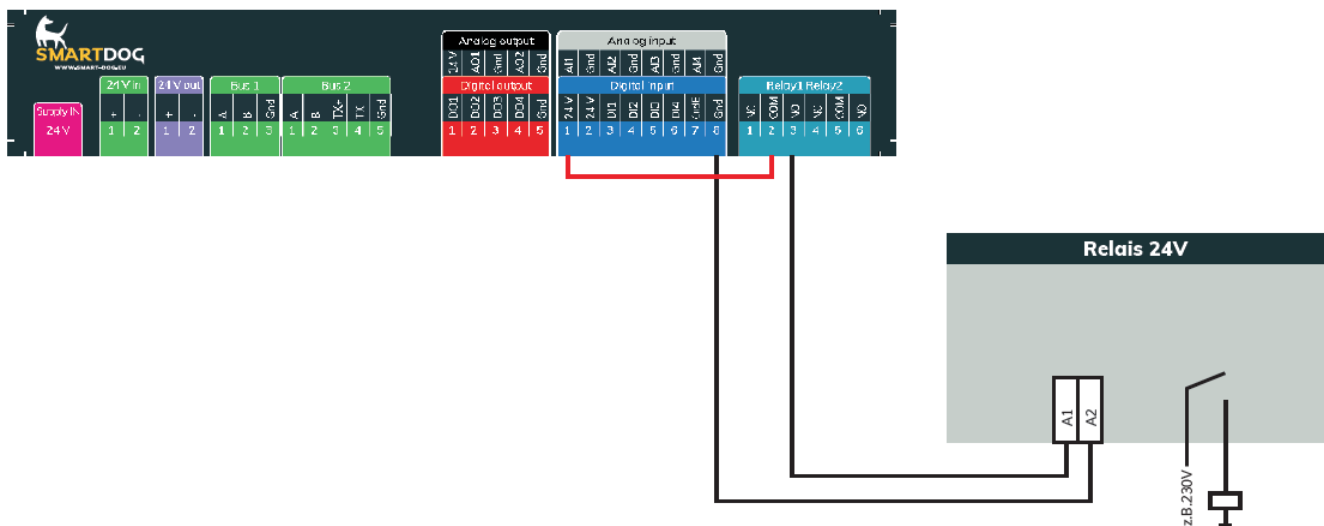 SMARTDOG
WWW.SMART-DOG.EU
Supply IN
24 V
24 V in
+ -
1 2
24 V out
+ -
1 2
Bus 1
A B Gnd
1 2 3
Bus 2
A B TX+ TX Gnd
1 2 3 4 5
Analog output
24 V AO1 Gnd AO2 Gnd
Digital output
DO1 DO2 DO3 DO4 Gnd
1 2 3 4 5
Analog input
AI1 Gnd AI2 Gnd AI3 Gnd AI4 Gnd
Digital input
24 V 24 V DI1 DI2 DI3 DI4 Gnd
1 2 3 4 5 6 7 8
Relay1 Relay2
NC COM NO NC COM NO
1 2 3 4 5 6
Relais 24V
A1
A2
z.B.230V